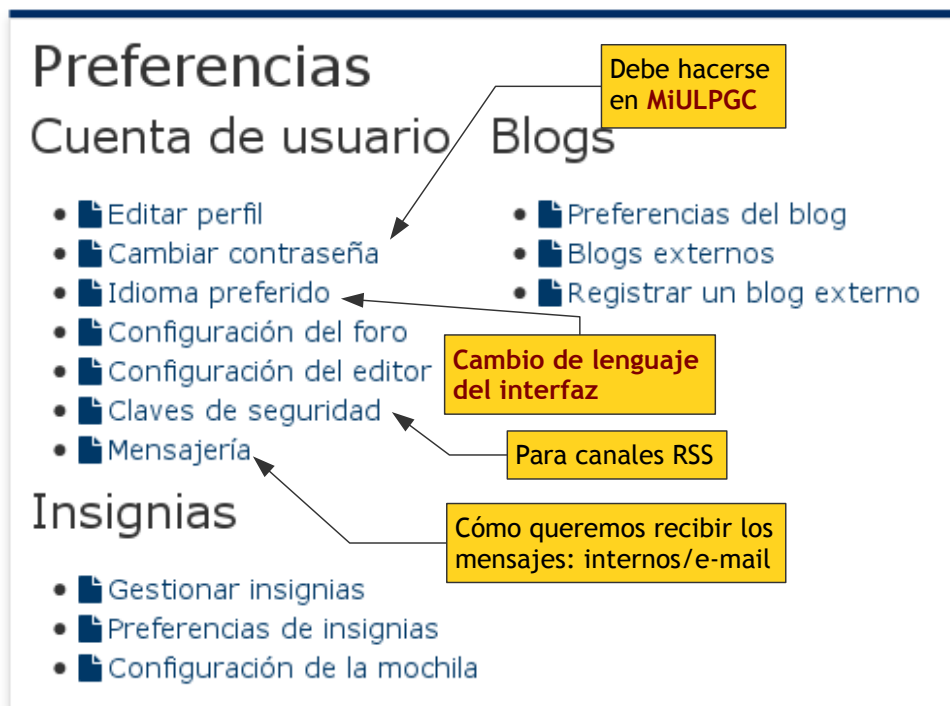 Preferencias
Debe hacerse
en MiULPGC
Cuenta de usuario
Editar perfil
Cambiar contraseña
Idioma preferido
Configuración del foro
Configuración del editor
Claves de seguridad
Mensajería
Blogs
Preferencias del blog
Blogs externos
Registrar un blog externo
Cambio de lenguaje
del interfaz
Para canales RSS
Cómo queremos recibir los
mensajes: internos/e-mail
Insignias
Gestionar insignias
Preferencias de insignias
Configuración de la mochila